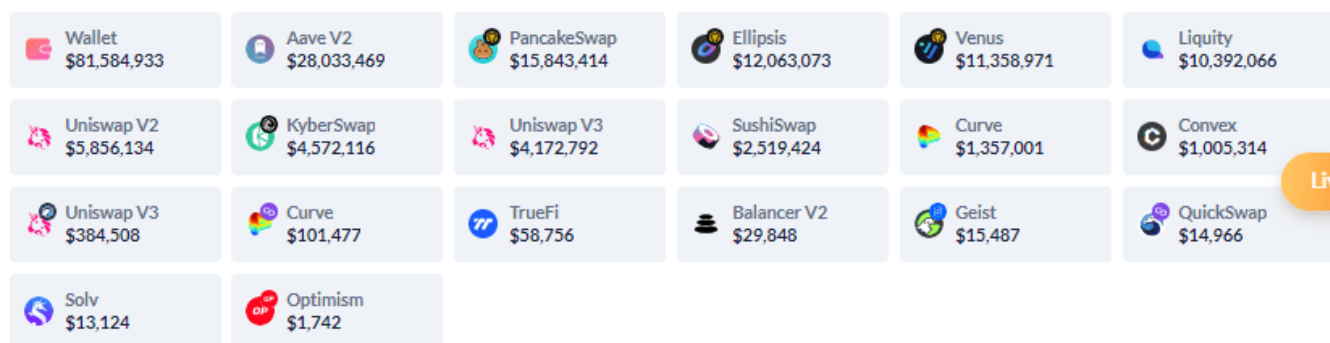 Wallet
$81,584,933
Aave V2
$28,033,469
PancakeSwap
$15,843,414
Ellipsis
$12,063,073
Venus
$11,358,971
Liquity
$10,392,066
Uniswap V2
$5,856,134
KyberSwap
$4,572,116
Uniswap V3
$4,172,792
SushiSwap
$2,519,424
Curve
$1,357,001
Convex
$1,005,314
Uniswap V3
$384,508
Curve
$101,477
TrueFi
$58,756
Balancer V2
$29,848
Geist
$15,487
QuickSwap
$14,966
Solv
$13,124
OP
OP
Optimism
$1,742